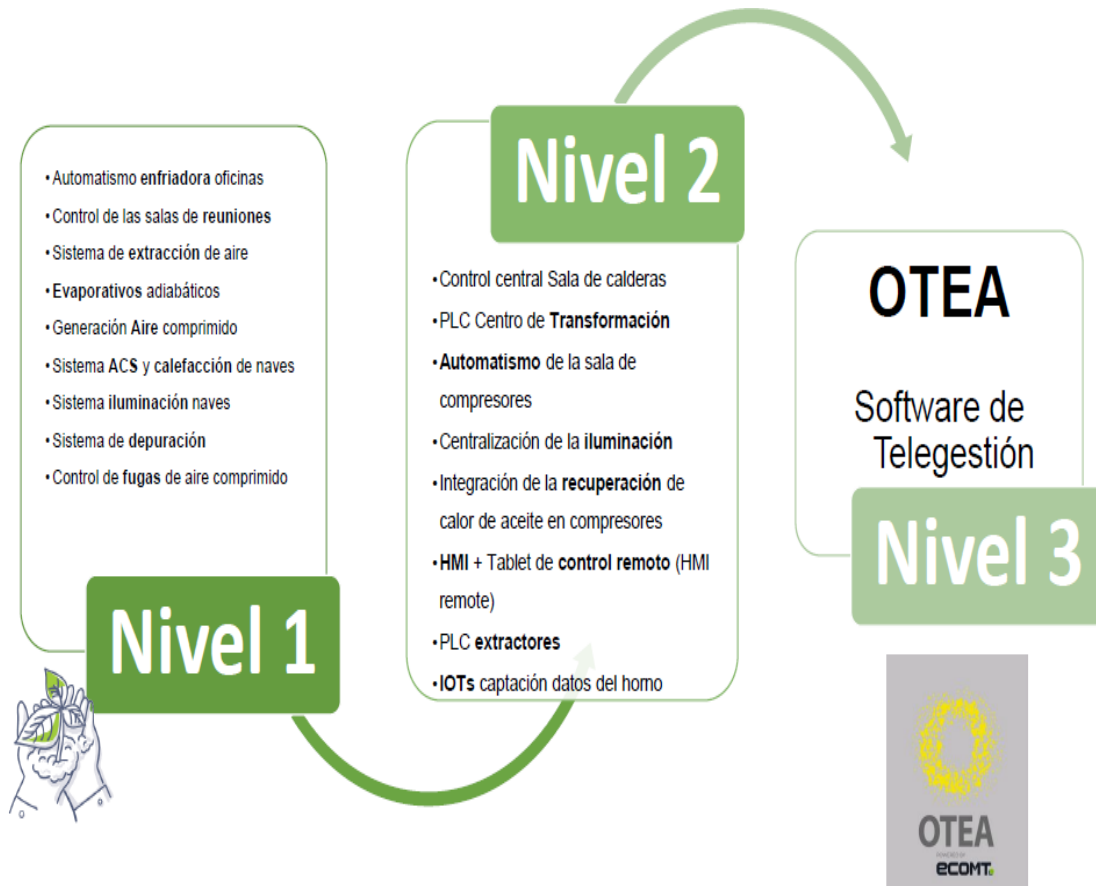 • Automatismo enfriadora oficinas
• Control de las salas de reuniones
• Sistema de extracción de aire
• Evaporativos adiabáticos
• Generación Aire comprimido
• Sistema ACS y calefacción de naves
• Sistema iluminación naves
• Sistema de depuración
• Control de fugas de aire comprimido
Nivel 1
Nivel 2
• Control central Sala de calderas
• PLC Centro de Transformación
• Automatismo de la sala de
compresores
• Centralización de la iluminación
• Integración de la recuperación de
calor de aceite en compresores
• HMI + Tablet de control remoto (HMI
remote)
• PLC extractores
• IOTs captación datos del horno
OTEA
Software de
Telegestión
Nivel 3
OTEA
POWERED BY
ecomt